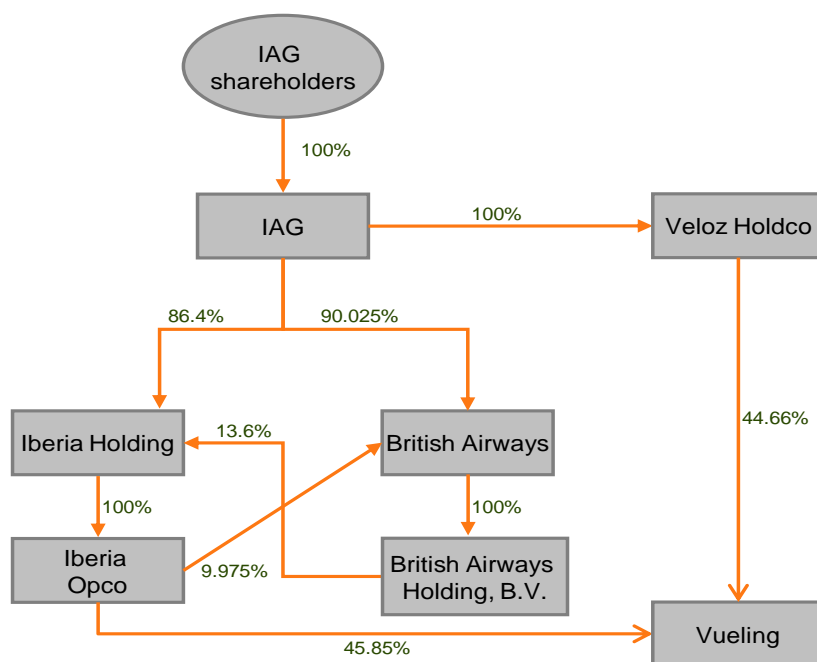 IAG
shareholders
100%
IAG
100%
Veloz Holdco
86.4%
90.025%
Iberia Holding
13.6%
British Airways
44.66%
100%
100%
Iberia
Opco
9.975%
British Airways
Holding, B.V.
Vueling
45.85%